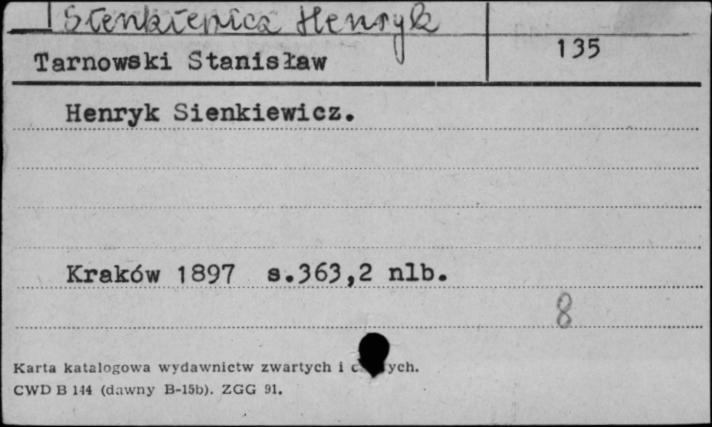 Sienkiewicz Henryk
Tarnowski Stanisław 135
Henryk Sienkiewicz.
Kraków 1897 s.363,2 nlb.
8
Karta katalogowa wydawnictw zwartych i
CWD B 144 (dawny B-15b). ZGG 91.